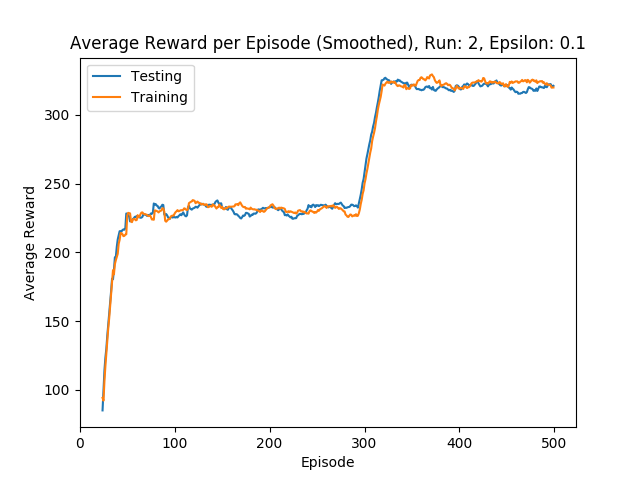 Average Reward per Episode (Smoothed), Run: 2, Epsilon: 0.1
Testing
Training
Average Reward
300
250
200
150
100
0 100 200 300 400 500
Episode